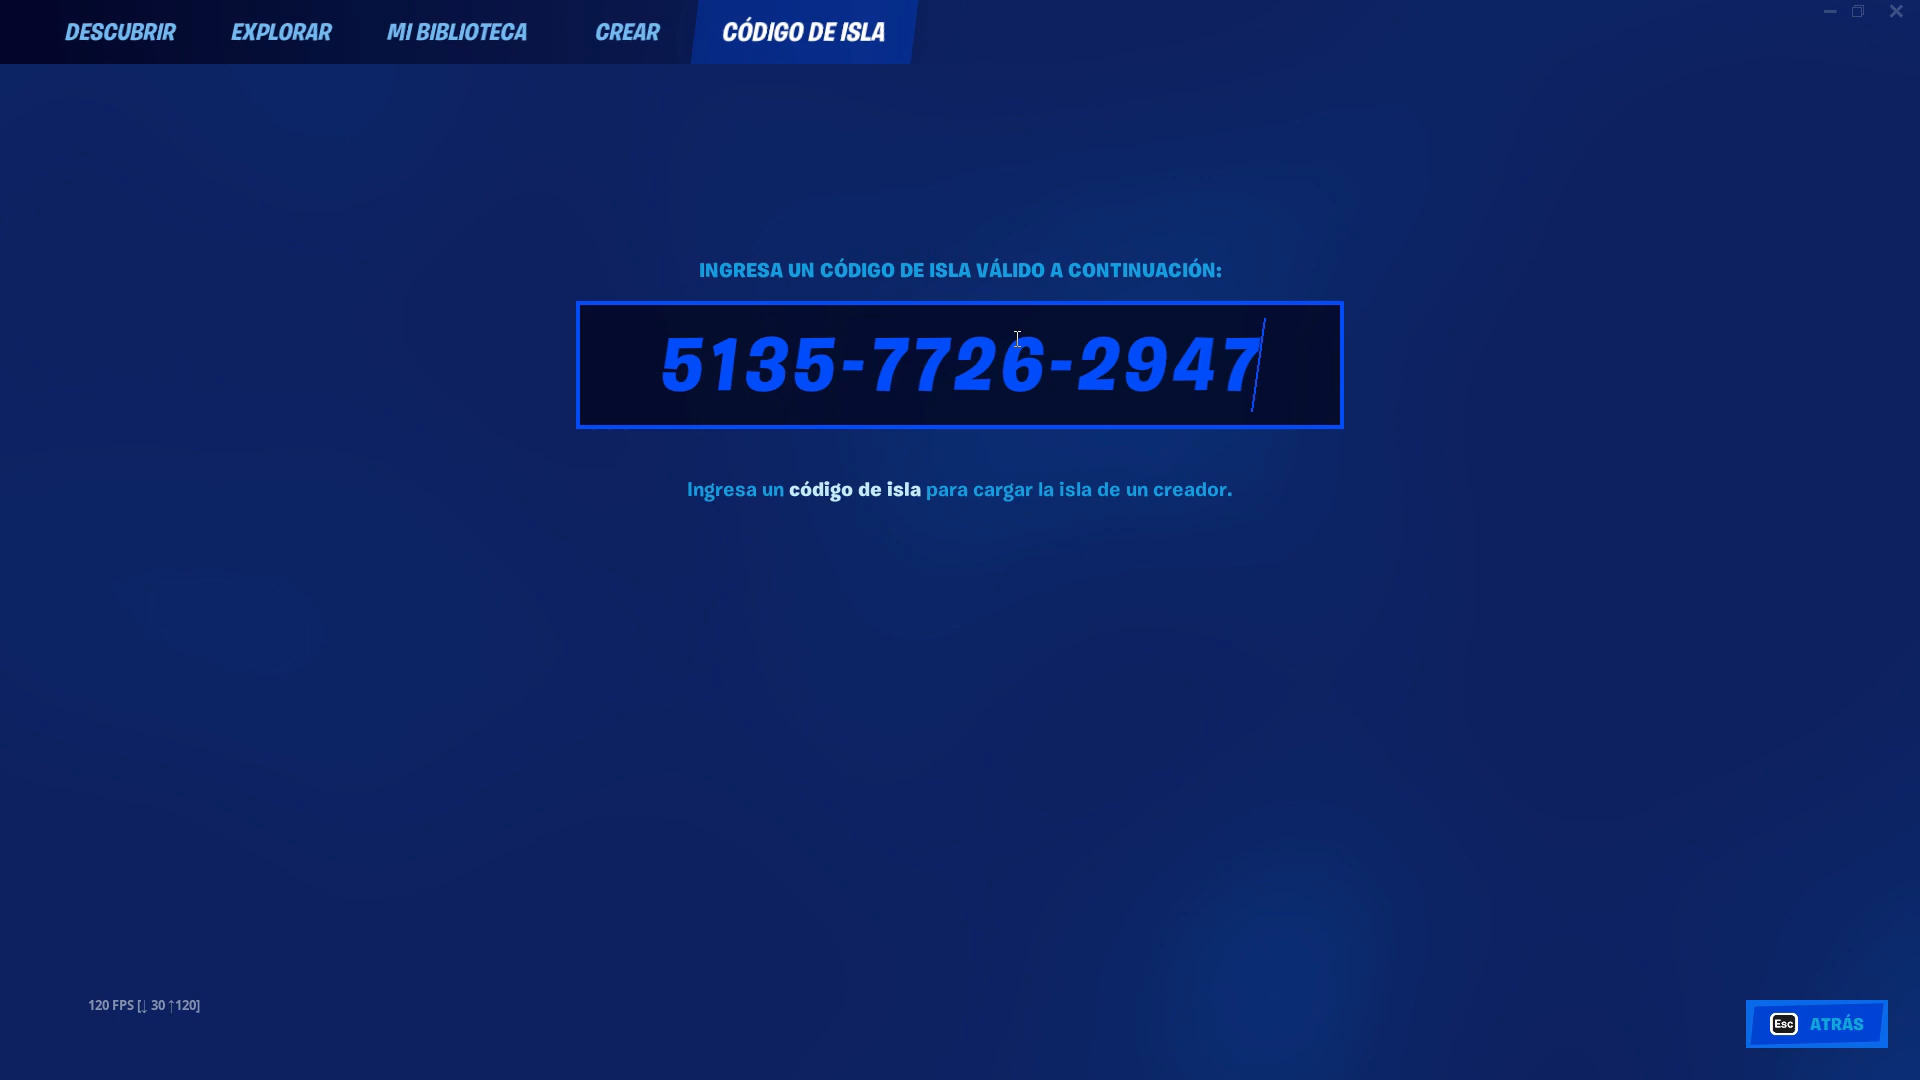 DESCUBRIR EXPLORAR MI BIBLIOTECA CREAR CÓDIGO DE ISLA
INGRESA UN CÓDIGO DE ISLA VÁLIDO A CONTINUACIÓN:
5135-7726-2947
Ingresa un código de isla para cargar la isla de un creador.
120 FPS [↓ 30 ↑120]
Esc ATRÁS